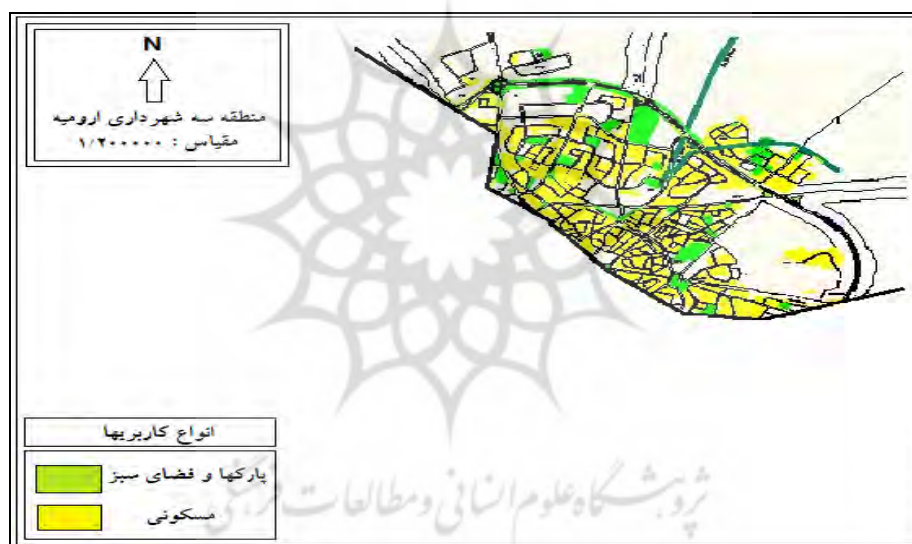 N
منطقه سه شهرداری ارومیه
مقیاس : ۱/۲۰۰۰۰۰
انواع کاربریها
پارکها و فضای سبز
مسکونی
پژوهشگاه علوم انسانی و مطالعات فرهنگی